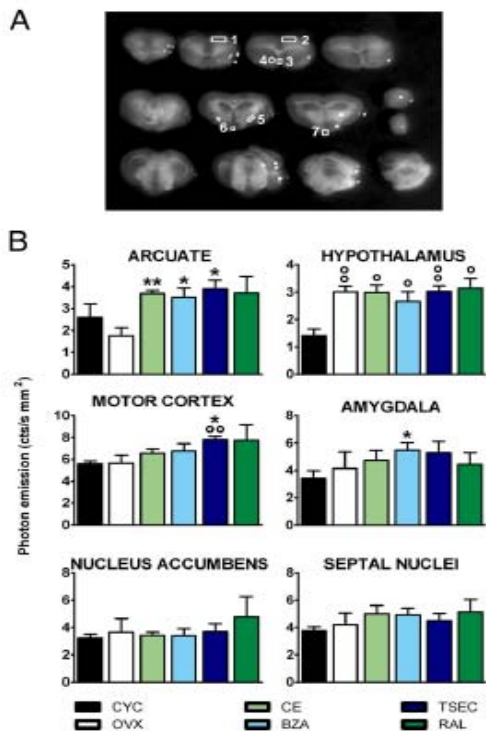 A
1 2
4 3
6 5 7
B
ARCUATE HYPOTHALAMUS
5 4 3 2 1 0
4 3 2 1 0
** * *
° ° ° ° ° ° °
MOTOR CORTEX AMYGDALA
10 8 6 4 2 0
8 6 4 2 0
*
° °
*
Photon emission (cts/s mm²)
NUCLEUS ACCUMBENS SEPTAL NUCLEI
8 6 4 2 0
8 6 4 2 0
CYC CE TSEC
OVX BZA RAL